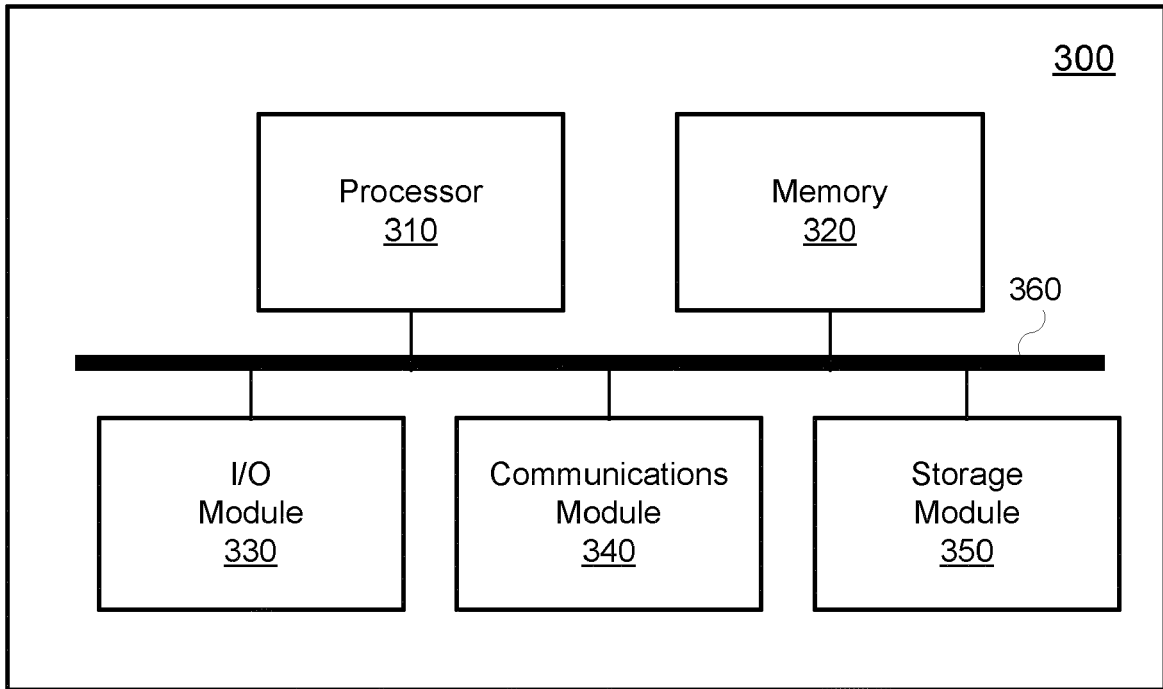 300
Processor
310
Memory
320
360
I/O
Module
330
Communications
Module
340
Storage
Module
350